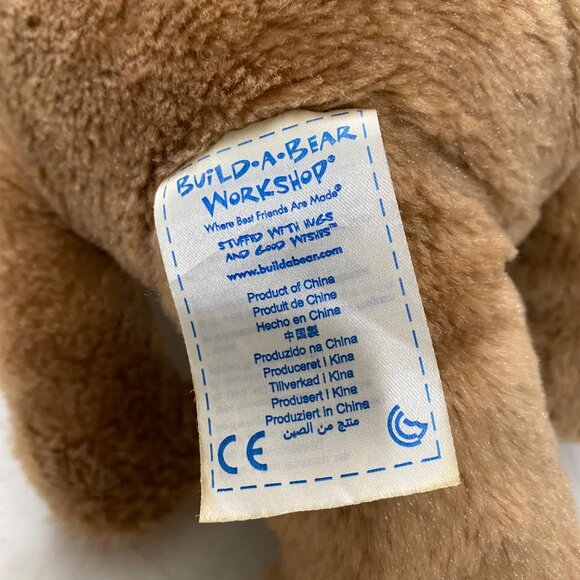 BUILD-A-BEAR
WORKSHOP®
Where Best Friends Are Made®
STUFFED WITH HUGS
AND GOOD WISHES™
www.buildabear.com
Product of China
Produit de Chine
Hecho en China
中国製
Produzido na China
Produceret i Kina
Tillverkad i Kina
Produsert i Kina
Produziert in China
منتج من الصين
CE